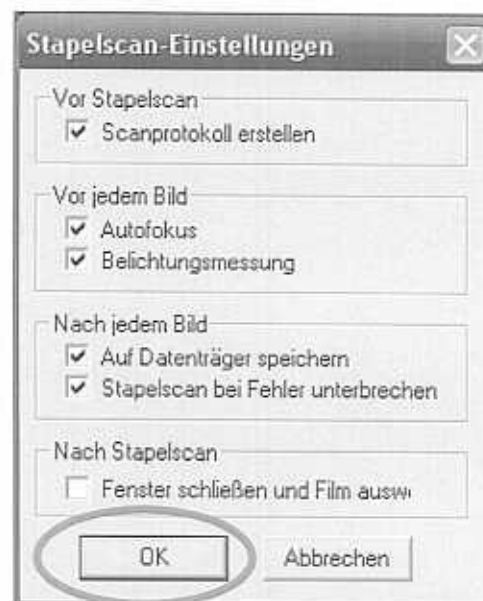 Stapelscan-Einstellungen
Vor Stapelscan
Scanprotokoll erstellen
Vor jedem Bild
Autofokus
Belichtungsmessung
Nach jedem Bild
Auf Datenträger speichern
Stapelscan bei Fehler unterbrechen
Nach Stapelscan
Fenster schließen und Film
OK Abbrechen